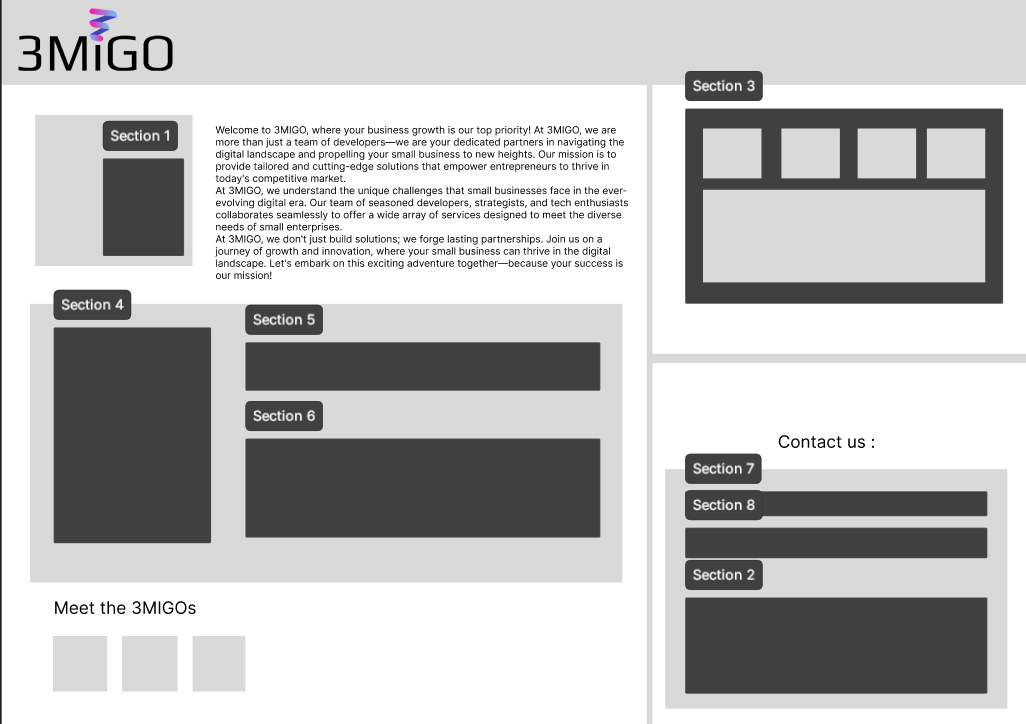 3MiGO
Section 1
Welcome to 3MIGO, where your business growth is our top priority! At 3MIGO, we are
more than just a team of developers—we are your dedicated partners in navigating the
digital landscape and propelling your small business to new heights. Our mission is to
provide tailored and cutting-edge solutions that empower entrepreneurs to thrive in
today's competitive market.
At 3MIGO, we understand the unique challenges that small businesses face in the ever-
evolving digital era. Our team of seasoned developers, strategists, and tech enthusiasts
collaborates seamlessly to offer a wide array of services designed to meet the diverse
needs of small enterprises.
At 3MIGO, we don't just build solutions; we forge lasting partnerships. Join us on a
journey of growth and innovation, where your small business can thrive in the digital
landscape. Let's embark on this exciting adventure together—because your success is
our mission!
Section 4
Section 5
Section 6
Meet the 3MIGOs
Section 3
Contact us :
Section 7
Section 8
Section 2